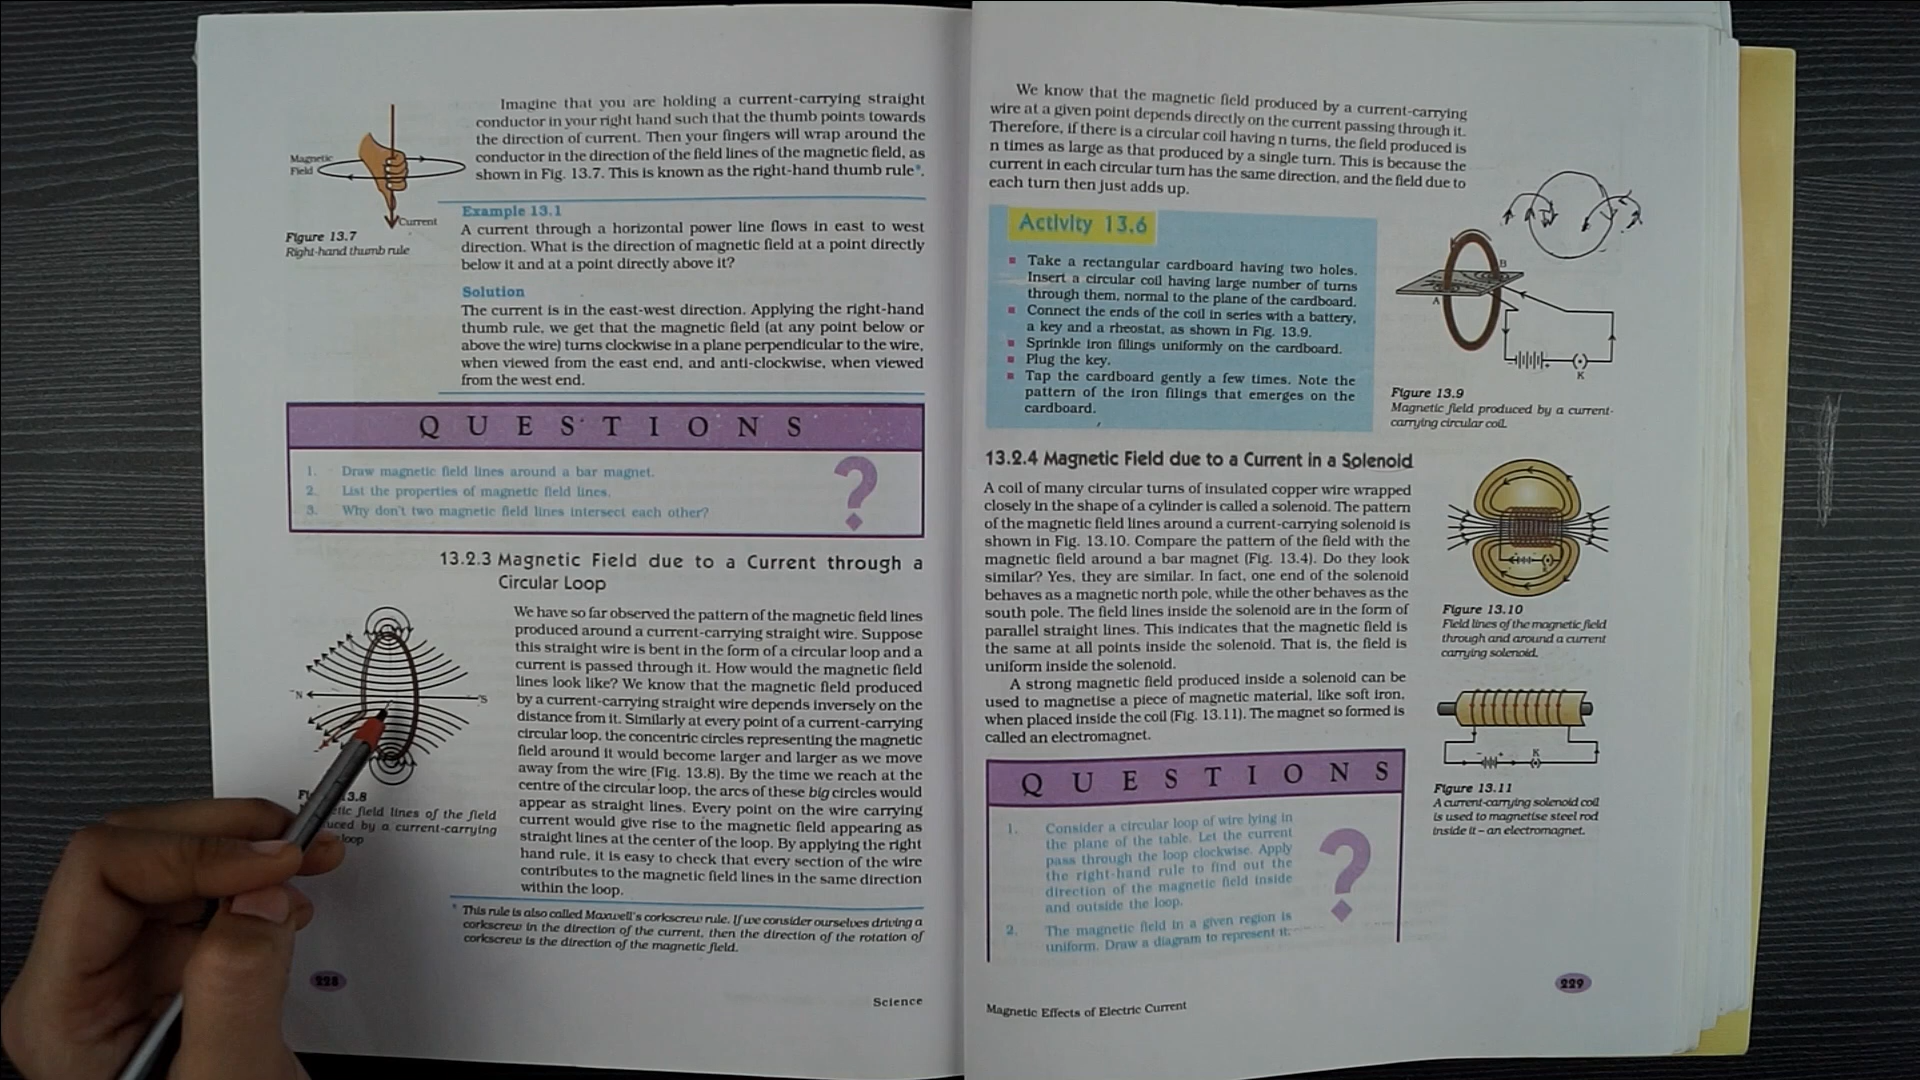 Imagine that you are holding a current-carrying straight
conductor in your right hand such that the thumb points towards
the direction of current. Then your fingers will wrap around the
conductor in the direction of the field lines of the magnetic field, as
shown in Fig. 13.7. This is known as the right-hand thumb rule*.
Magnetic
Field
Current
Figure 13.7
Right-hand thumb rule
Example 13.1
A current through a horizontal power line flows in east to west
direction. What is the direction of magnetic field at a point directly
below it and at a point directly above it?
Solution
The current is in the east-west direction. Applying the right-hand
thumb rule, we get that the magnetic field (at any point below or
above the wire) turns clockwise in a plane perpendicular to the wire,
when viewed from the east end, and anti-clockwise, when viewed
from the west end.
QUESTIONS
?
1. Draw magnetic field lines around a bar magnet.
2. List the properties of magnetic field lines.
3. Why don't two magnetic field lines intersect each other?
13.2.3 Magnetic Field due to a Current through a
Circular Loop
We have so far observed the pattern of the magnetic field lines
produced around a current-carrying straight wire. Suppose
this straight wire is bent in the form of a circular loop and a
current is passed through it. How would the magnetic field
lines look like? We know that the magnetic field produced
by a current-carrying straight wire depends inversely on the
distance from it. Similarly at every point of a current-carrying
circular loop, the concentric circles representing the magnetic
field around it would become larger and larger as we move
away from the wire (Fig. 13.8). By the time we reach at the
centre of the circular loop, the arcs of these big circles would
appear as straight lines. Every point on the wire carrying
current would give rise to the magnetic field appearing as
straight lines at the center of the loop. By applying the right
hand rule, it is easy to check that every section of the wire
contributes to the magnetic field lines in the same direction
within the loop.
N
S
13.8
field lines of the field
by a current-carrying
loop
* This rule is also called Maxwell's corkscrew rule. If we consider ourselves driving a
corkscrew in the direction of the current, then the direction of the rotation of
corkscrew is the direction of the magnetic field.
228
Science
We know that the magnetic field produced by a current-carrying
wire at a given point depends directly on the current passing through it.
Therefore, if there is a circular coil having n turns, the field produced is
n times as large as that produced by a single turn. This is because the
current in each circular turn has the same direction, and the field due to
each turn then just adds up.
Activity 13.6
Take a rectangular cardboard having two holes.
Insert a circular coil having large number of turns
through them, normal to the plane of the cardboard.
Connect the ends of the coil in series with a battery,
a key and a rheostat, as shown in Fig. 13.9.
Sprinkle iron filings uniformly on the cardboard.
Plug the key.
Tap the cardboard gently a few times. Note the
pattern of the iron filings that emerges on the
cardboard.
B
A
K
Figure 13.9
Magnetic field produced by a current-
carrying circular coil.
13.2.4 Magnetic Field due to a Current in a Solenoid
A coil of many circular turns of insulated copper wire wrapped
closely in the shape of a cylinder is called a solenoid. The pattern
of the magnetic field lines around a current-carrying solenoid is
shown in Fig. 13.10. Compare the pattern of the field with the
magnetic field around a bar magnet (Fig. 13.4). Do they look
similar? Yes, they are similar. In fact, one end of the solenoid
behaves as a magnetic north pole, while the other behaves as the
south pole. The field lines inside the solenoid are in the form of
parallel straight lines. This indicates that the magnetic field is
the same at all points inside the solenoid. That is, the field is
uniform inside the solenoid.
A strong magnetic field produced inside a solenoid can be
used to magnetise a piece of magnetic material, like soft iron,
when placed inside the coil (Fig. 13.11). The magnet so formed is
called an electromagnet.
Figure 13.10
Field lines of the magnetic field
through and around a current
carrying solenoid.
K
Figure 13.11
A current-carrying solenoid coil
is used to magnetise steel rod
inside it – an electromagnet.
QUESTIONS
?
1. Consider a circular loop of wire lying in
the plane of the table. Let the current
pass through the loop clockwise. Apply
the right-hand rule to find out the
direction of the magnetic field inside
and outside the loop.
2. The magnetic field in a given region is
uniform. Draw a diagram to represent it.
Magnetic Effects of Electric Current
229